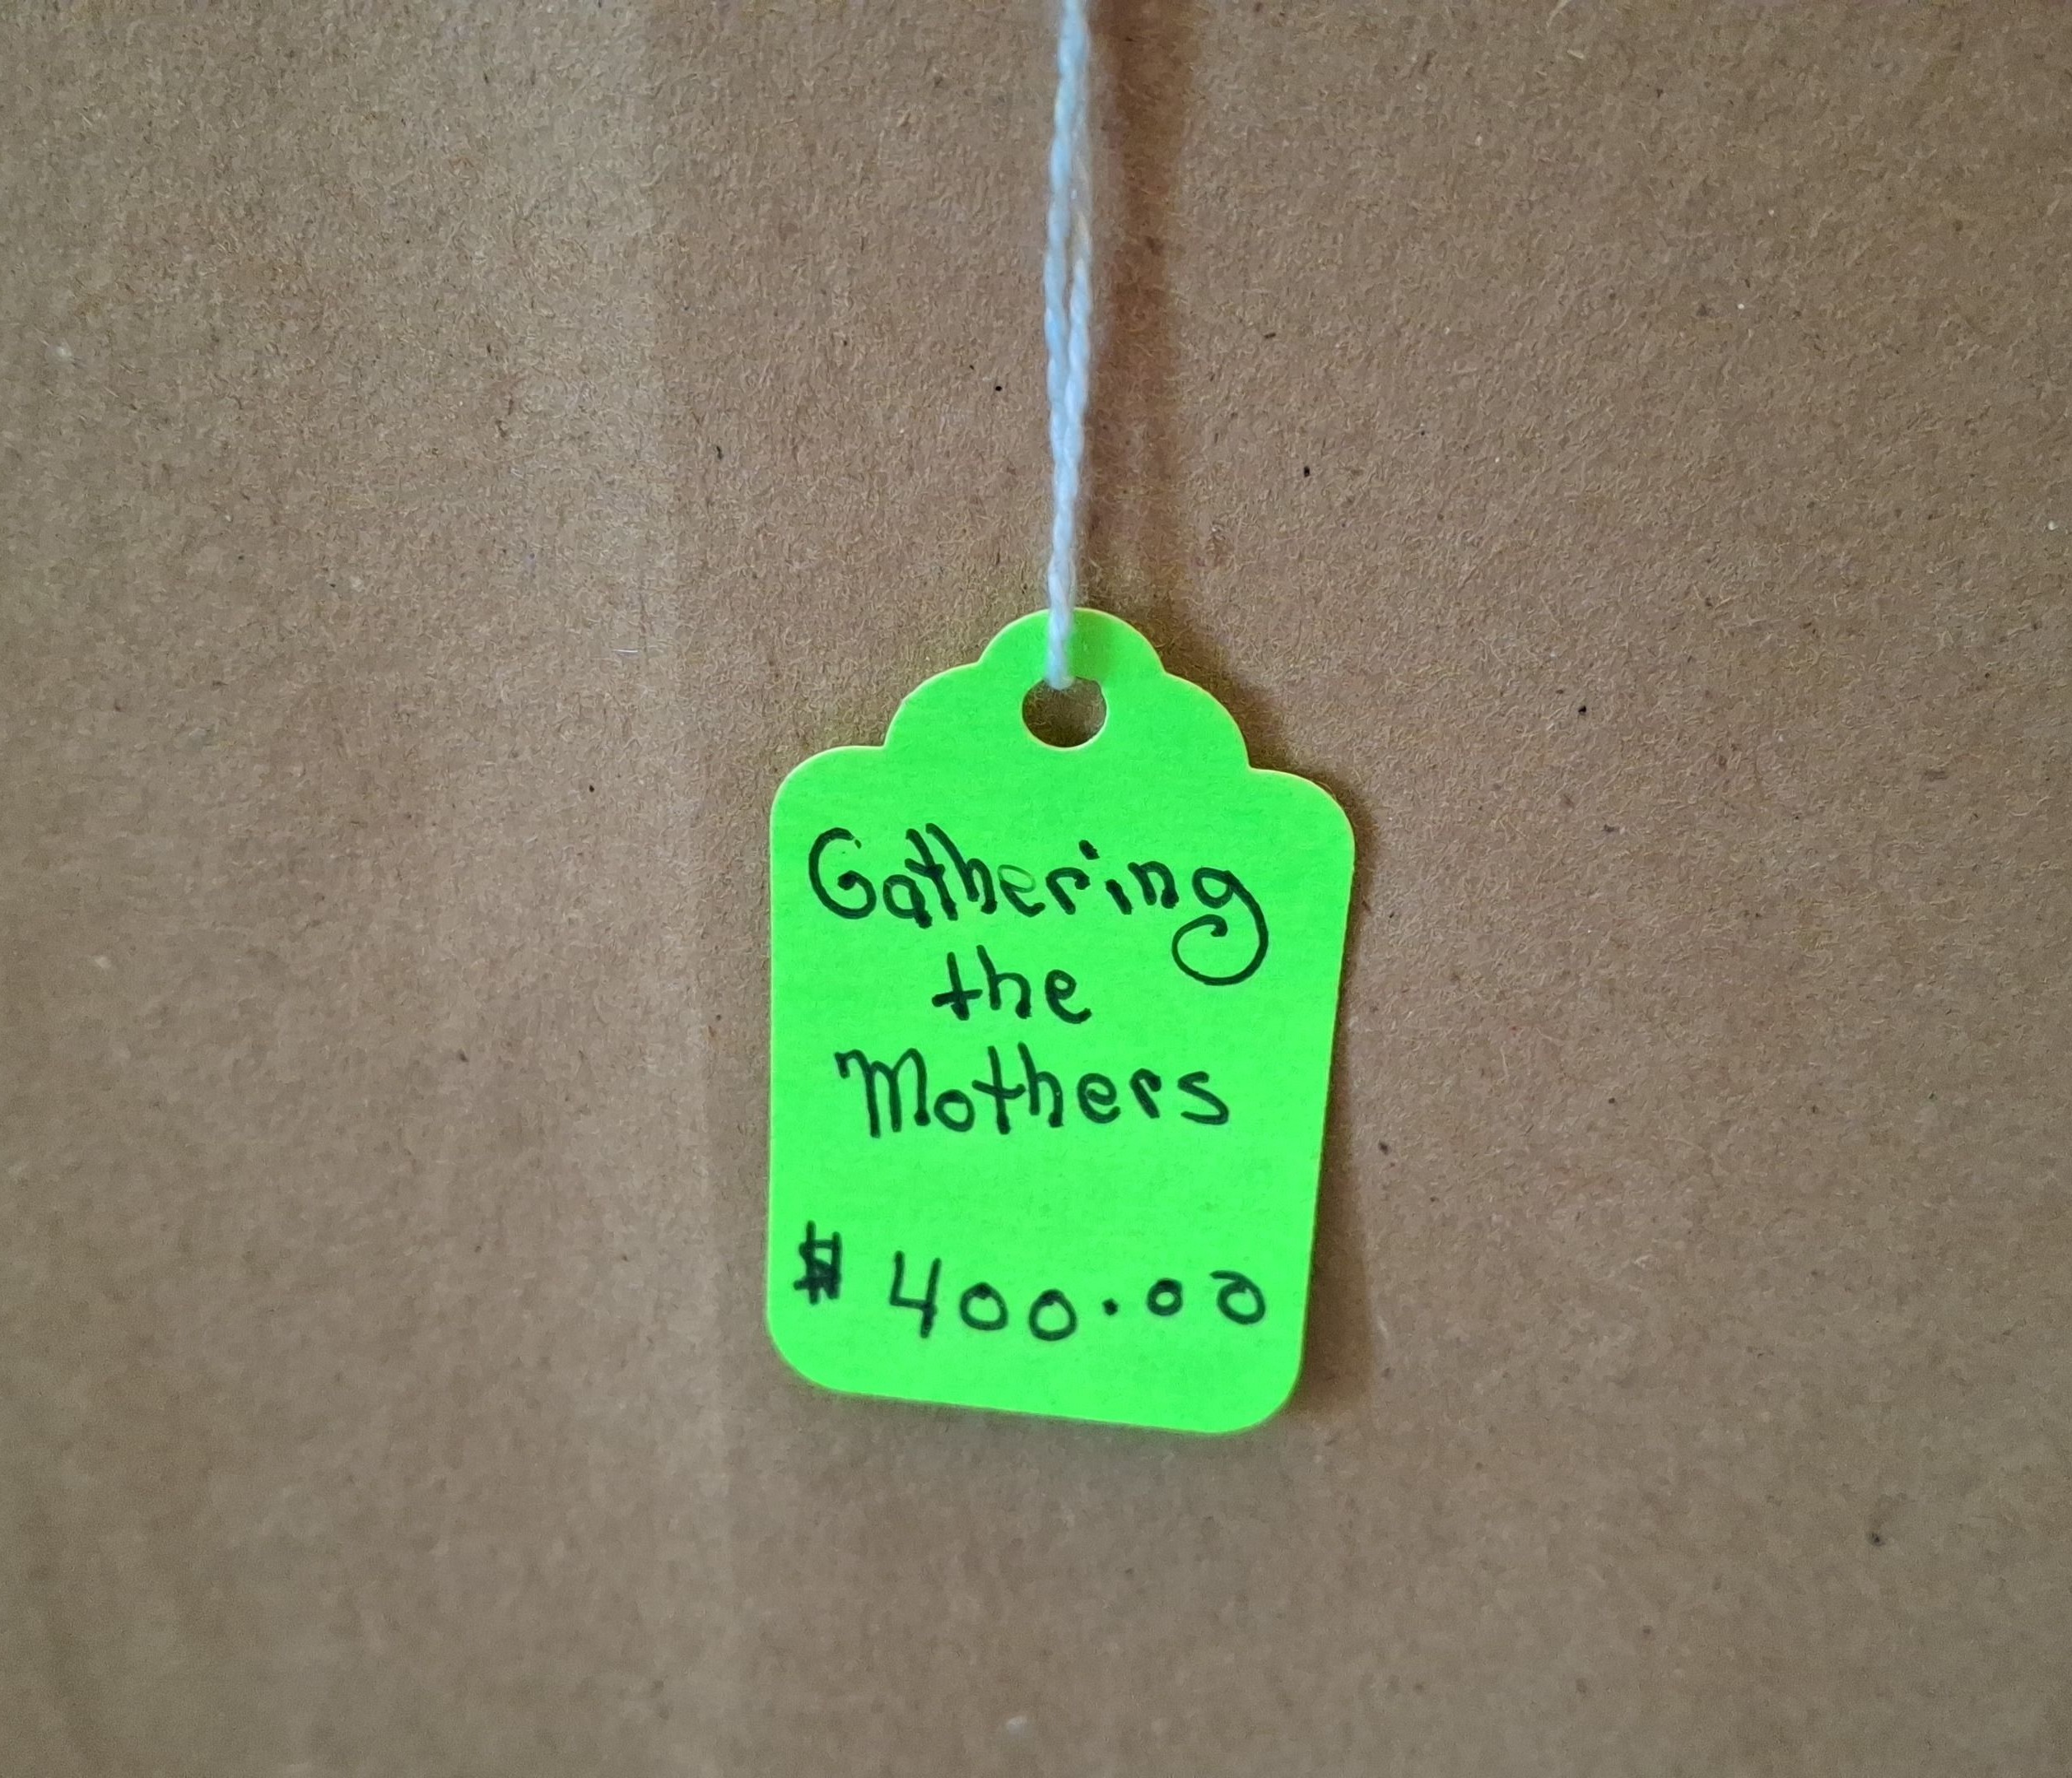 Gathering
the
Mothers
$ 400.00